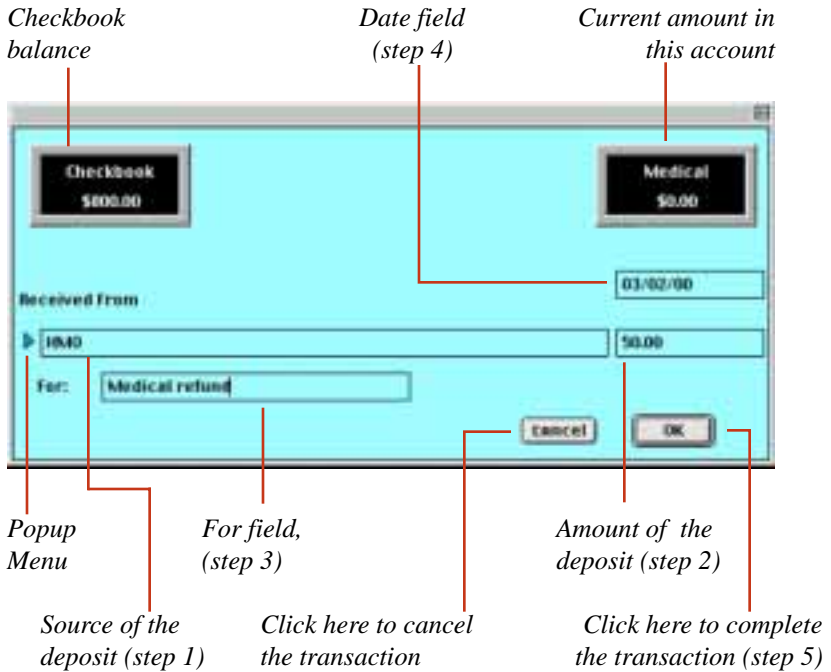 Checkbook
balance
Date field
(step 4)
Current amount in
this account
Checkbook
$800.00
Medical
$0.00
03/02/00
Received From
HMO
50.00
For:
Medical refund
Cancel
OK
Popup
Menu
For field,
(step 3)
Amount of the
deposit (step 2)
Source of the
deposit (step 1)
Click here to cancel
the transaction
Click here to complete
the transaction (step 5)